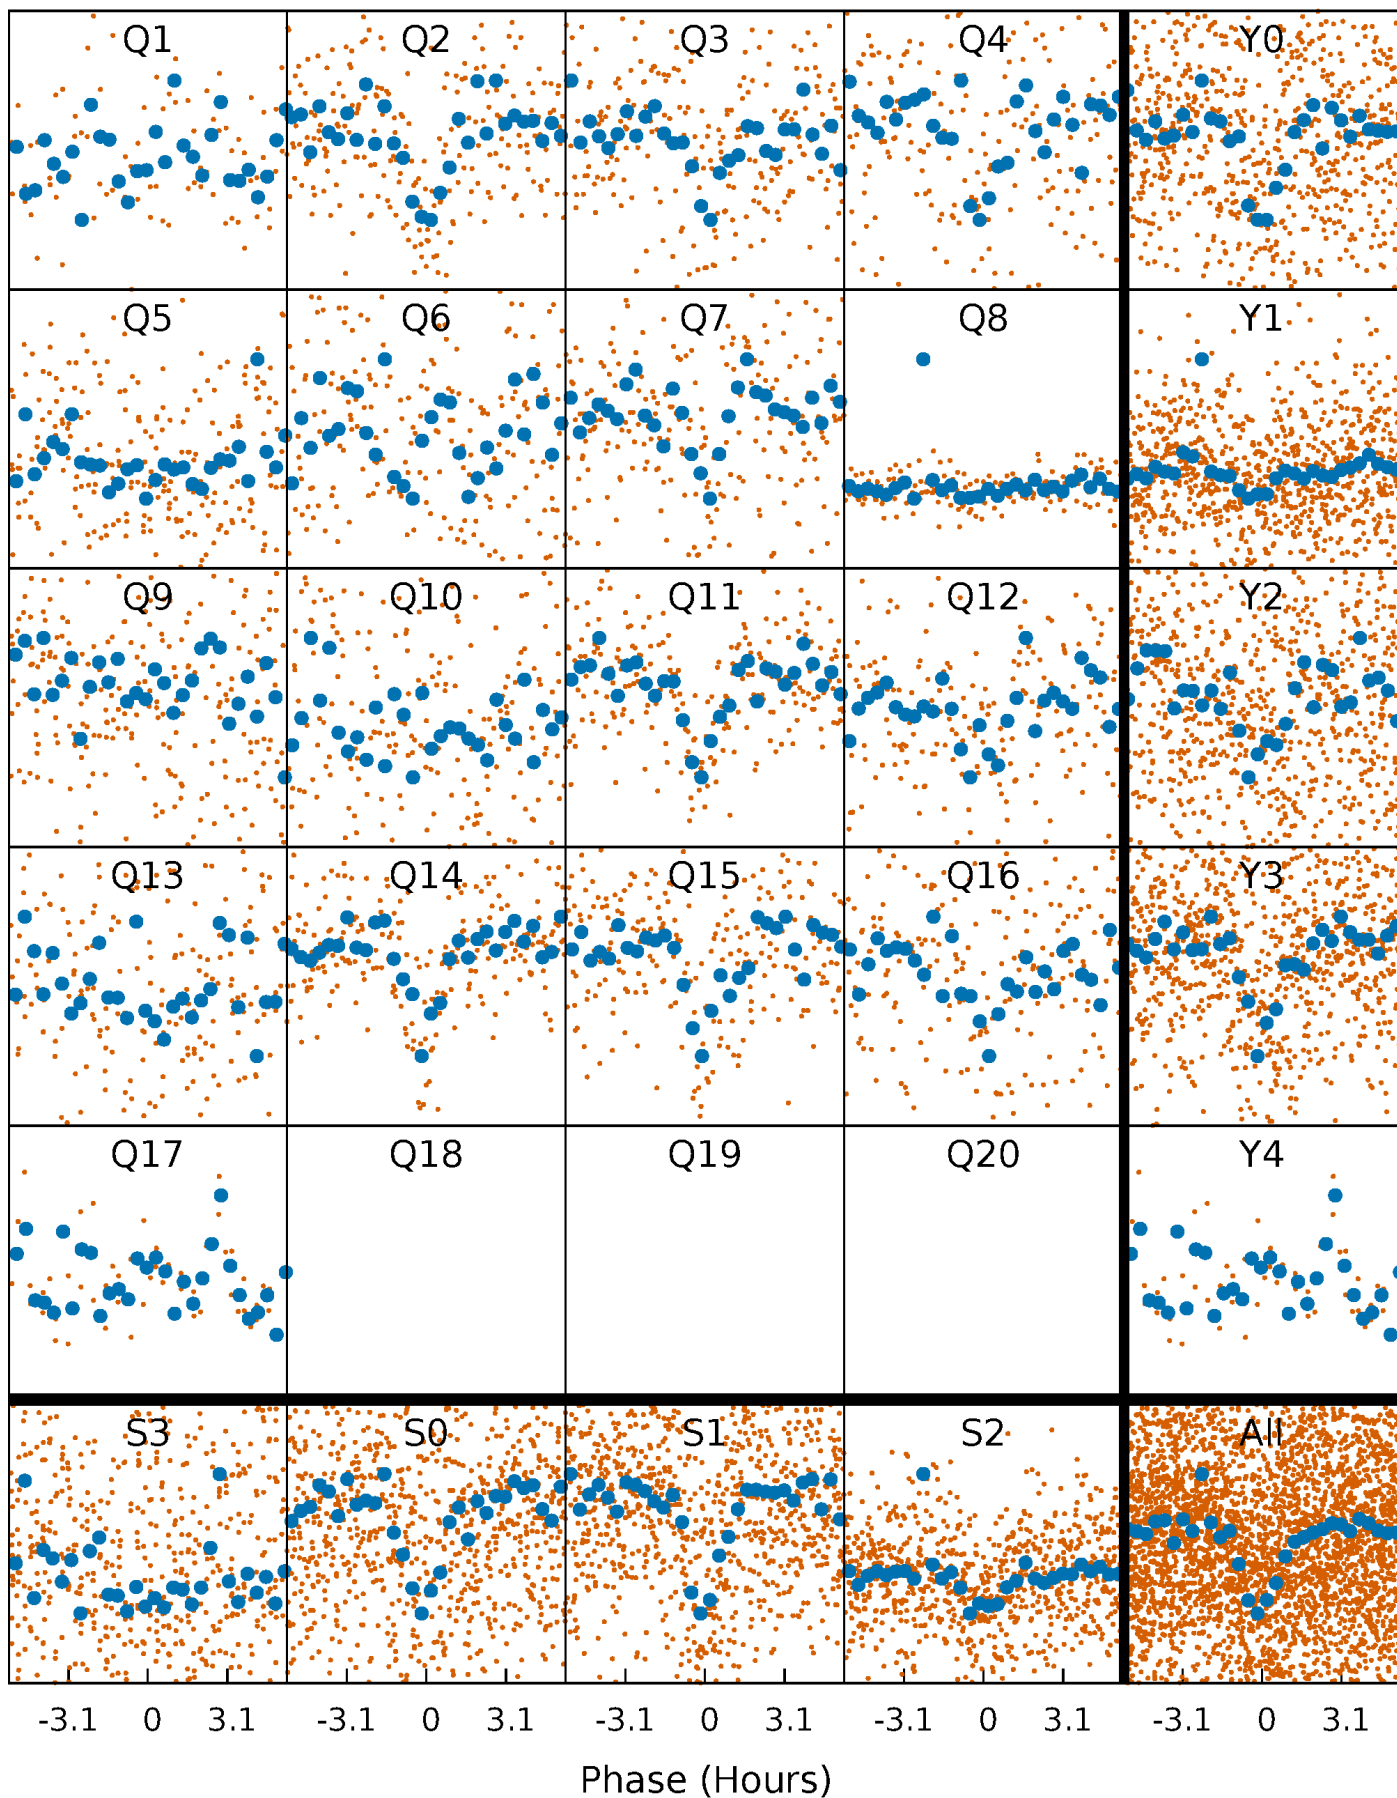 Q1 Q2 Q3 Q4 Y0
Q5 Q6 Q7 Q8 Y1
Q9 Q10 Q11 Q12 Y2
Q13 Q14 Q15 Q16 Y3
Q17 Q18 Q19 Q20 Y4
S3 S0 S1 S2 All
-3.1 0 3.1 -3.1 0 3.1 -3.1 0 3.1 -3.1 0 3.1 -3.1 0 3.1
Phase (Hours)